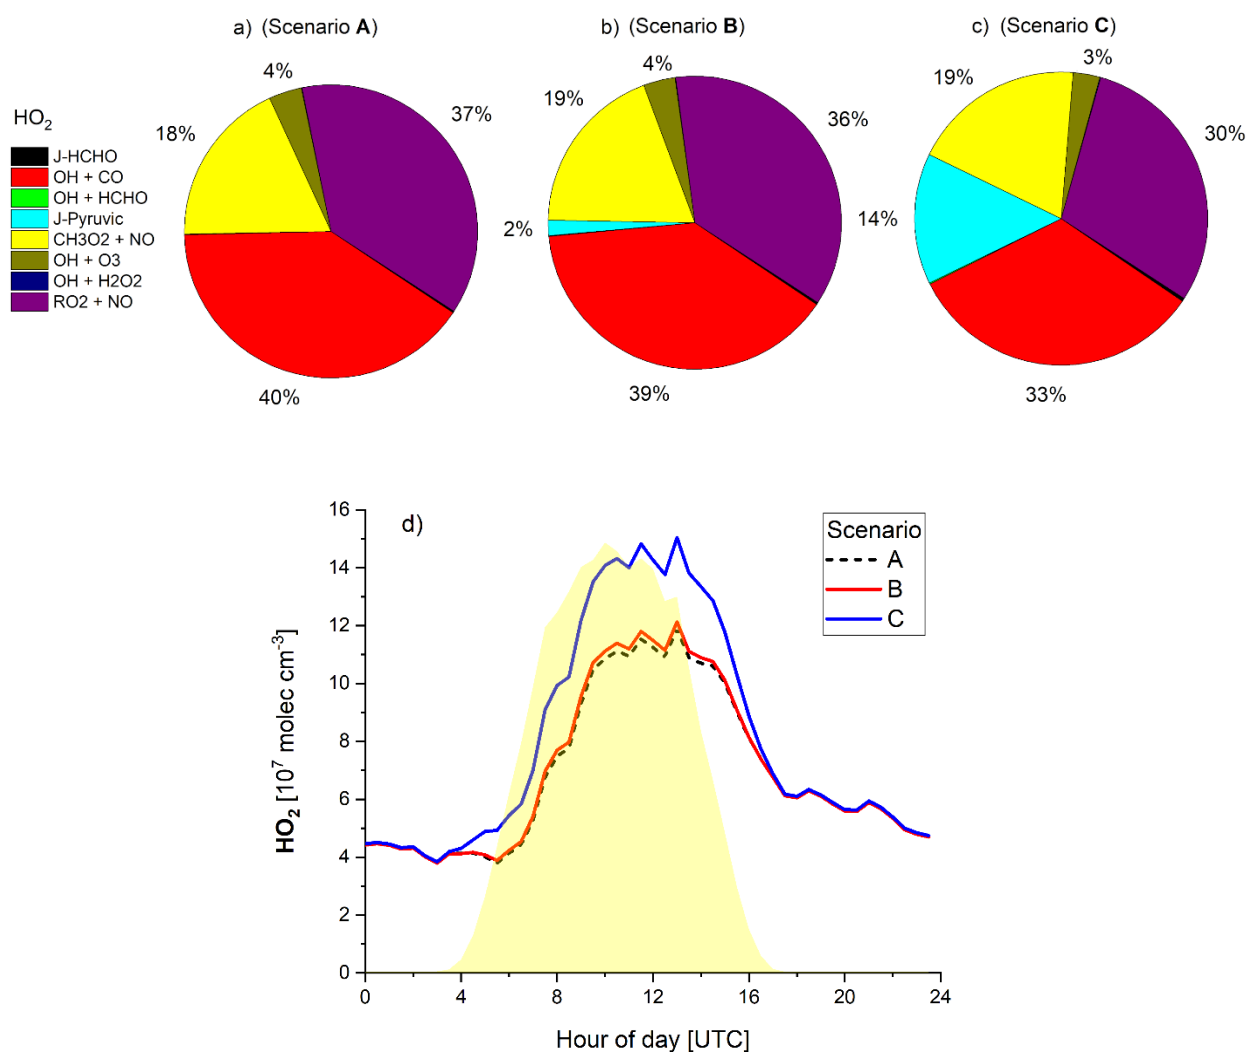 a) (Scenario A)
b) (Scenario B)
c) (Scenario C)
4%
4%
3%
19%
19%
37%
36%
30%
18%
HO2
J-HCHO
OH + CO
OH + HCHO
J-Pyruvic
CH3O2 + NO
OH + O3
OH + H2O2
RO2 + NO
2%
14%
40%
39%
33%
d)
Scenario
A
B
C
16
14
12
10
8
6
4
2
0
HO2 [10^7 molec cm^-3]
0
4
8
12
16
20
24
Hour of day [UTC]